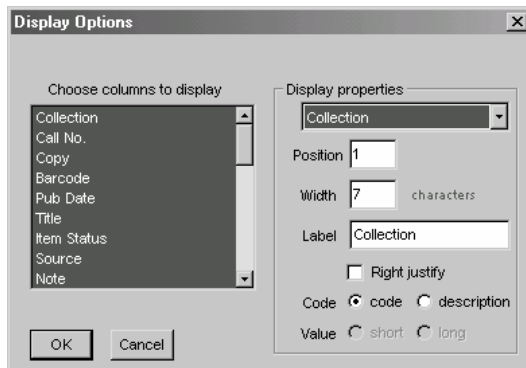 Display Options
Choose columns to display
Collection
Call No.
Copy
Barcode
Pub Date
Title
Item Status
Source
Note
OK
Cancel
Display properties
Collection
Position 1
Width 7 characters
Label Collection
Right justify
Code code description
Value short long